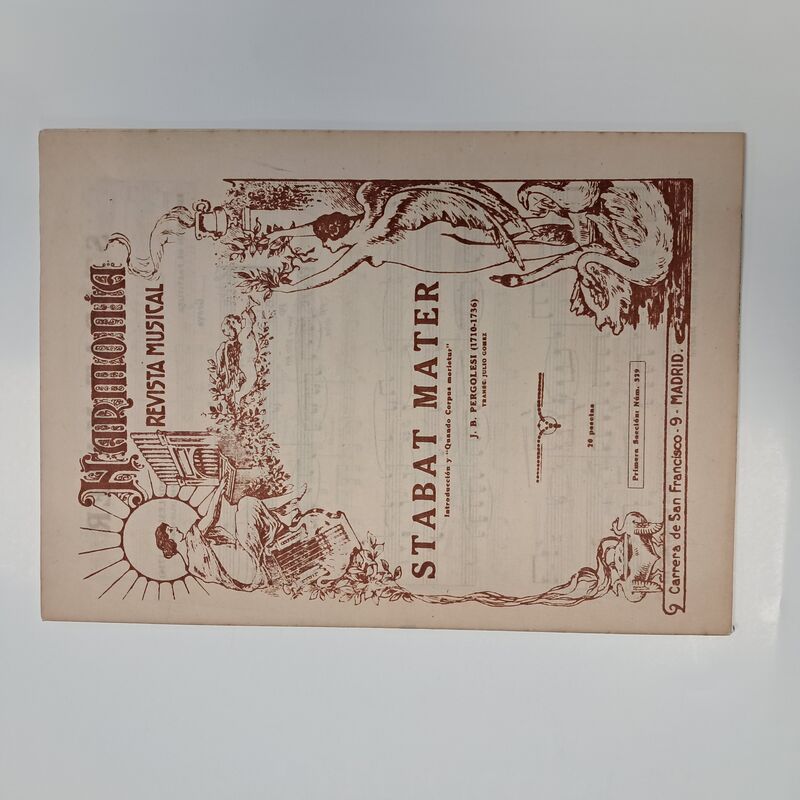 Harmonia
REVISTA MUSICAL
STABAT MATER
Introducción y "Quando Corpus morietur"
J. B. PERGOLESI (1710-1736)
TRANSC: JULIO GOMEZ
20 pesetas
Primera Sección: Núm. 339
Carrera de San Francisco - 9 - MADRID.